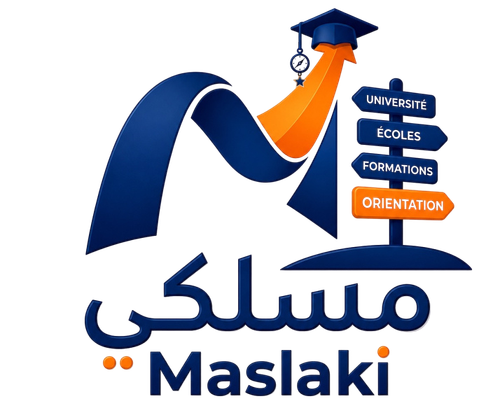 UNIVERSITÉ
ÉCOLES
FORMATIONS
ORIENTATION
مسلكي
Maslaki